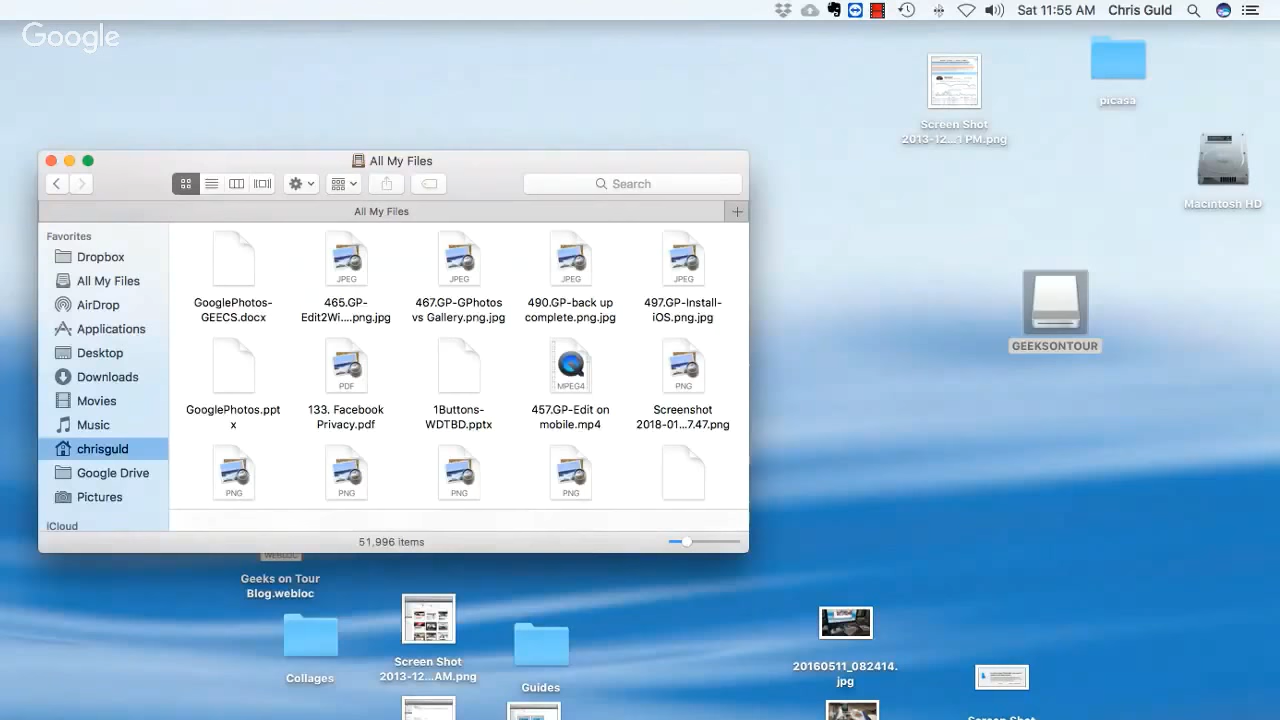 Sat 11:55 AM Chris Guld
Google
All My Files
Search
All My Files
Favorites
Dropbox
All My Files
AirDrop
Applications
Desktop
Downloads
Movies
Music
chrisguld
Google Drive
Pictures
iCloud
GooglePhotos-
GEECS.docx
JPEG
465.GP-
Edit2Wi....png.jpg
JPEG
467.GP-GPhotos
vs Gallery.png.jpg
JPEG
490.GP-back up
complete.png.jpg
JPEG
497.GP-Install-
iOS.png.jpg
GooglePhotos.ppt
x
PDF
133. Facebook
Privacy.pdf
1Buttons-
WDTBD.pptx
MPEG4
457.GP-Edit on
mobile.mp4
PNG
Screenshot
2018-01...7.47.png
PNG
PNG
PNG
PNG
51,996 items
Screen Shot
2013-12...1 PM.png
picasa
Macintosh HD
GEEKSONTOUR
WEBLOC
Geeks on Tour
Blog.webloc
Collages
Screen Shot
2013-12...AM.png
Guides
20160511_082414.
jpg
Screen Shot